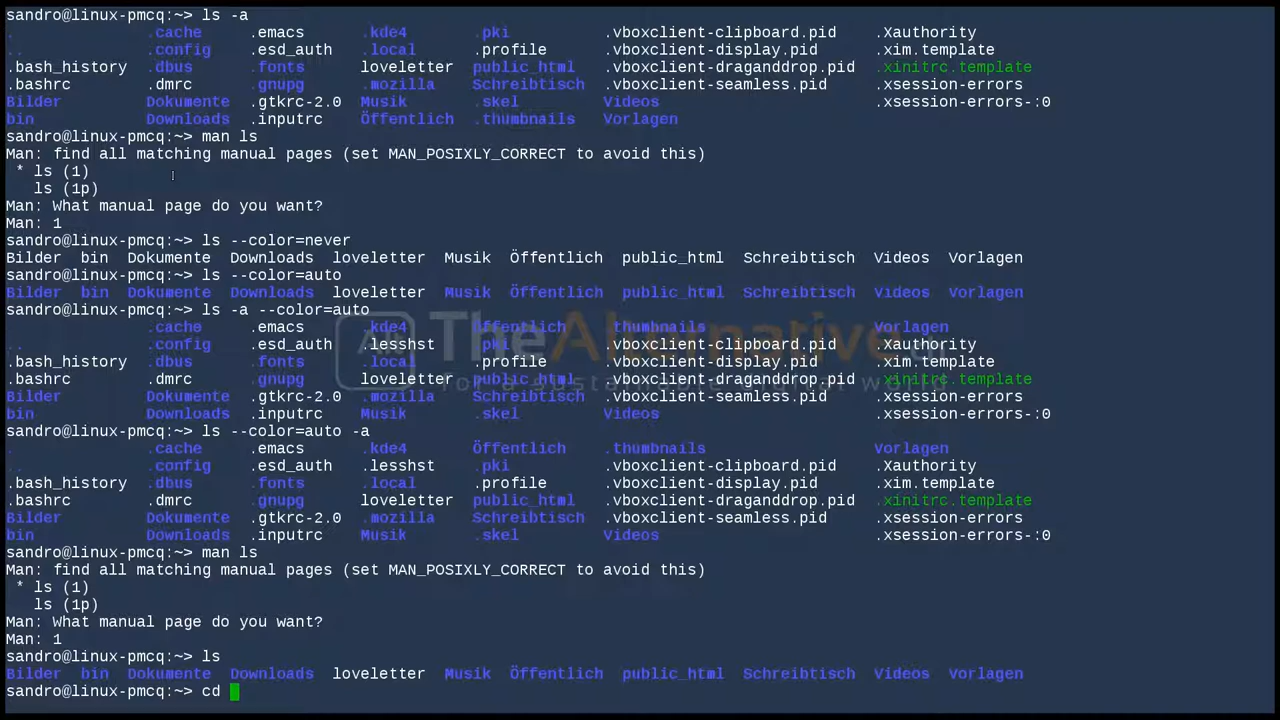 sandro@linux-pmcq:~> ls -a
. .cache .emacs .kde4 .pki .vboxclient-clipboard.pid .Xauthority
.. .config .esd_auth .local .profile .vboxclient-display.pid .xim.template
.bash_history .dbus .fonts loveletter public_html .vboxclient-draganddrop.pid .xinitrc.template
.bashrc .dmrc .gnupg .mozilla Schreibtisch .vboxclient-seamless.pid .xsession-errors
Bilder Dokumente .gtkrc-2.0 Musik .skel Videos .xsession-errors-:0
bin Downloads .inputrc Öffentlich .thumbnails Vorlagen
sandro@linux-pmcq:~> man ls
Man: find all matching manual pages (set MAN_POSIXLY_CORRECT to avoid this)
* ls (1)
ls (1p)
Man: What manual page do you want?
Man: 1
sandro@linux-pmcq:~> ls --color=never
Bilder bin Dokumente Downloads loveletter Musik Öffentlich public_html Schreibtisch Videos Vorlagen
sandro@linux-pmcq:~> ls --color=auto
Bilder bin Dokumente Downloads loveletter Musik Öffentlich public_html Schreibtisch Videos Vorlagen
sandro@linux-pmcq:~> ls -a --color=auto
. .cache .emacs .kde4 Öffentlich .thumbnails Vorlagen
.. .config .esd_auth .lesshst .pki .vboxclient-clipboard.pid .Xauthority
.bash_history .dbus .fonts .local .profile .vboxclient-display.pid .xim.template
.bashrc .dmrc .gnupg loveletter public_html .vboxclient-draganddrop.pid .xinitrc.template
Bilder Dokumente .gtkrc-2.0 .mozilla Schreibtisch .vboxclient-seamless.pid .xsession-errors
bin Downloads .inputrc Musik .skel Videos .xsession-errors-:0
TheAlternative
for a sustainable digital world
sandro@linux-pmcq:~> ls --color=auto -a
. .cache .emacs .kde4 Öffentlich .thumbnails Vorlagen
.. .config .esd_auth .lesshst .pki .vboxclient-clipboard.pid .Xauthority
.bash_history .dbus .fonts .local .profile .vboxclient-display.pid .xim.template
.bashrc .dmrc .gnupg loveletter public_html .vboxclient-draganddrop.pid .xinitrc.template
Bilder Dokumente .gtkrc-2.0 .mozilla Schreibtisch .vboxclient-seamless.pid .xsession-errors
bin Downloads .inputrc Musik .skel Videos .xsession-errors-:0
sandro@linux-pmcq:~> man ls
Man: find all matching manual pages (set MAN_POSIXLY_CORRECT to avoid this)
* ls (1)
ls (1p)
Man: What manual page do you want?
Man: 1
sandro@linux-pmcq:~> ls
Bilder bin Dokumente Downloads loveletter Musik Öffentlich public_html Schreibtisch Videos Vorlagen
sandro@linux-pmcq:~> cd